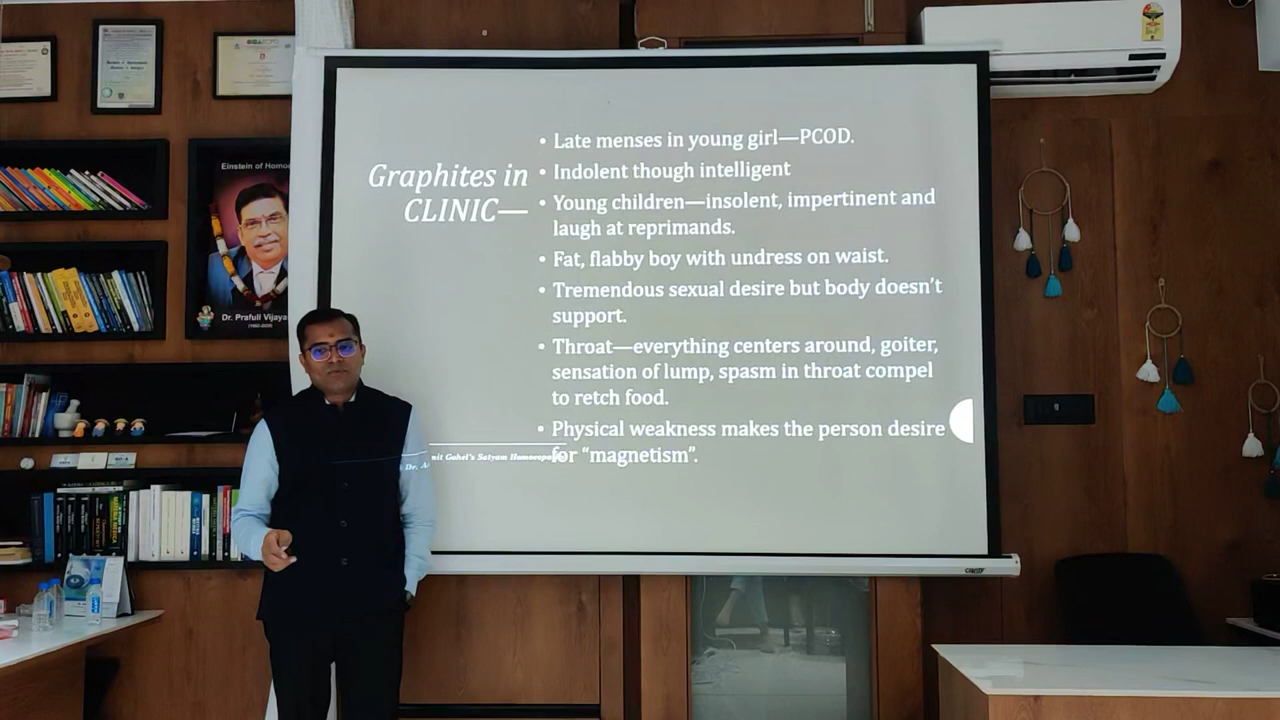 Einstein of Homoe
Dr. Prafull Vijaya
Graphites in
CLINIC—
• Late menses in young girl—PCOD.
• Indolent though intelligent
• Young children—insolent, impertinent and
laugh at reprimands.
• Fat, flabby boy with undress on waist.
• Tremendous sexual desire but body doesn't
support.
• Throat—everything centers around, goiter,
sensation of lump, spasm in throat compel
to retch food.
• Physical weakness makes the person desire
for "magnetism".
Gohel's Satyam